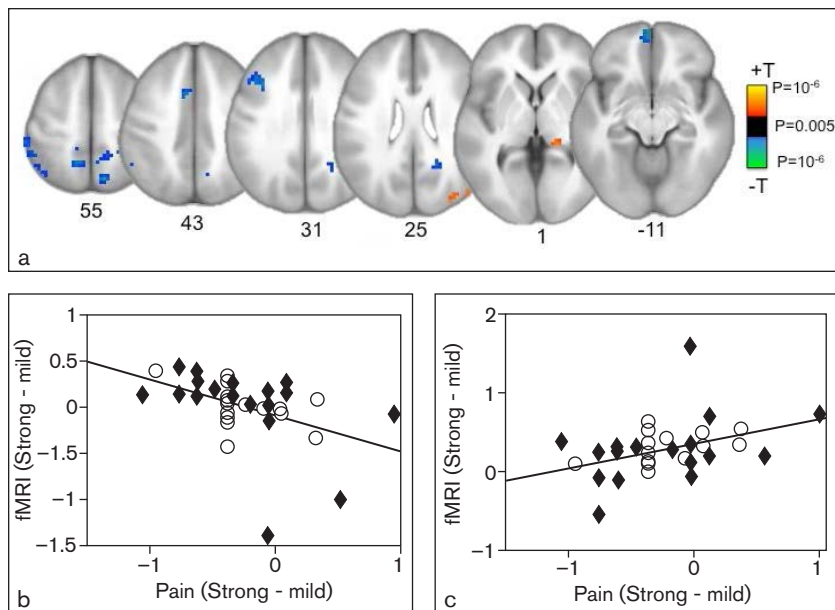 +T
P=10⁻⁶
P=0.005
P=10⁻⁶
-T
55
43
31
25
1
-11
a
1
0.5
0
−1.5
−1
−1.5
−1
0
1
fMRI (Strong - mild)
Pain (Strong - mild)
b
2
1
0
−1
−1
0
1
fMRI (Strong - mild)
Pain (Strong - mild)
c